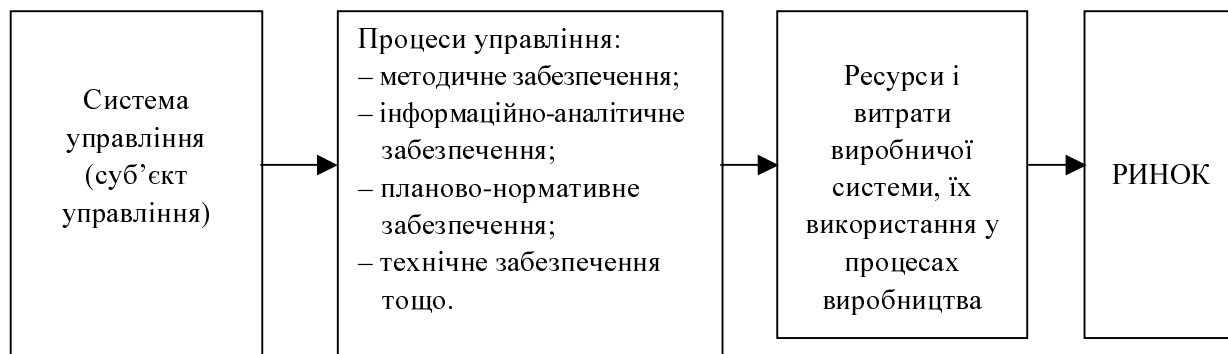 Система
управління
(суб’єкт
управління)
Процеси управління:
– методичне забезпечення;
– інформаційно-аналітичне
забезпечення;
– планово-нормативне
забезпечення;
– технічне забезпечення
тощо.
Ресурси і
витрати
виробничої
системи, їх
використання у
процесах
виробництва
РИНОК